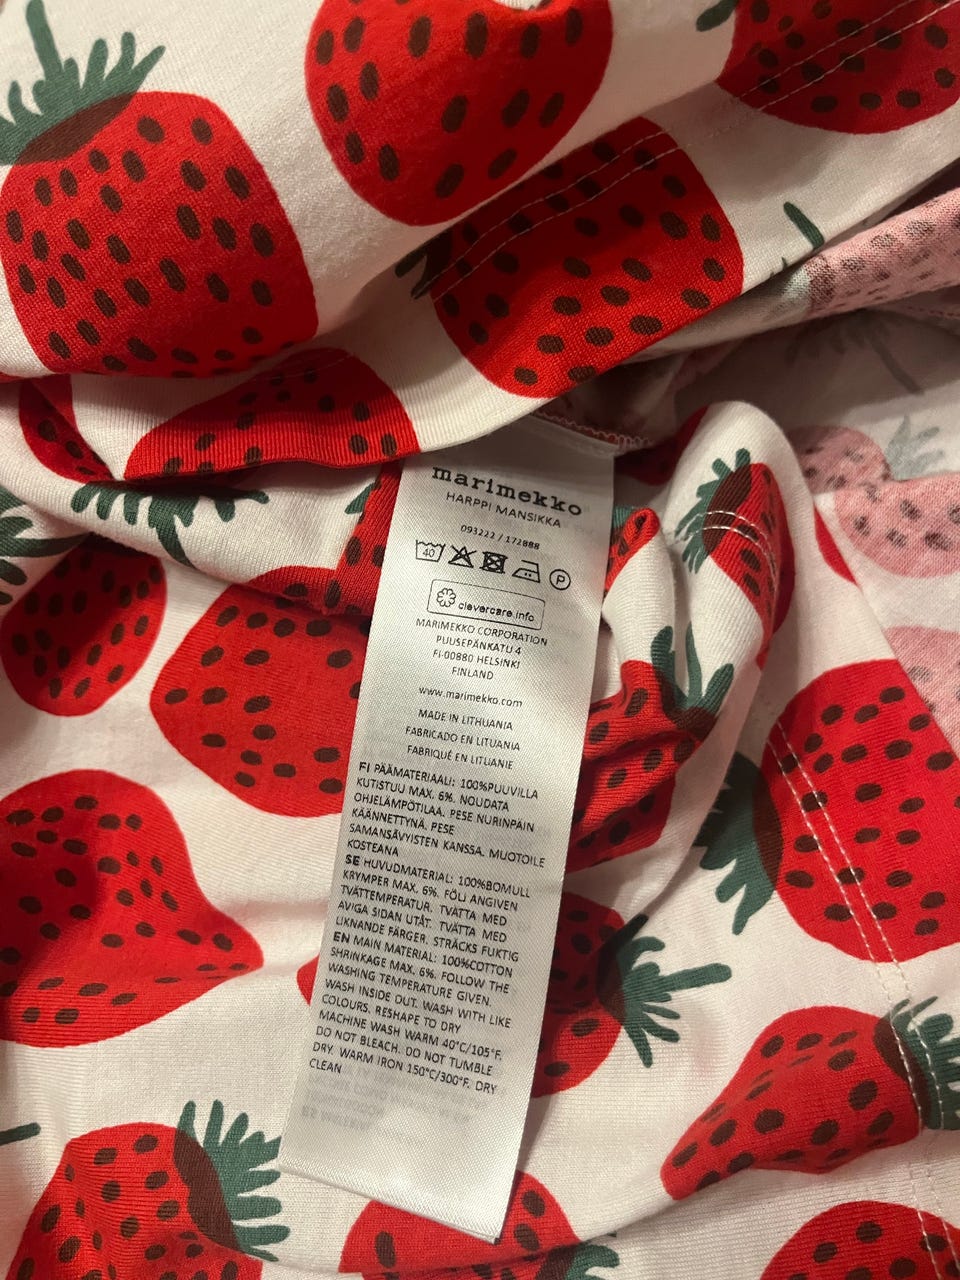 marimekko
HARPPI MANSIKKA
093222 / 172888
40 P
clevercare.info
MARIMEKKO CORPORATION
PUUSEPÄNKATU 4
FI-00880 HELSINKI
FINLAND
www.marimekko.com
MADE IN LITHUANIA
FABRICADO EN LITUANIA
FABRIQUÉ EN LITUANIE
FI PÄÄMATERIAALI: 100%PUUVILLA
KUTISTUU MAX. 6%. NOUDATA
OHJELÄMPÖTILAA. PESE NURINPÄIN
KÄÄNNETTYNÄ. PESE
SAMANSÄVYISTEN KANSSA. MUOTOILE
KOSTEANA
SE HUVUDMATERIAL: 100%BOMULL
KRYMPER MAX. 6%. FÖLJ ANGIVEN
TVÄTTEMPERATUR. TVÄTTA MED
AVIGA SIDAN UTÅT. TVÄTTA MED
LIKNANDE FÄRGER. STRÄCKS FUKTIG
EN MAIN MATERIAL: 100%COTTON
SHRINKAGE MAX. 6%. FOLLOW THE
WASHING TEMPERATURE GIVEN.
WASH INSIDE OUT. WASH WITH LIKE
COLOURS. RESHAPE TO DRY
MACHINE WASH WARM 40°C/105°F.
DO NOT BLEACH. DO NOT TUMBLE
DRY. WARM IRON 150°C/300°F. DRY
CLEAN